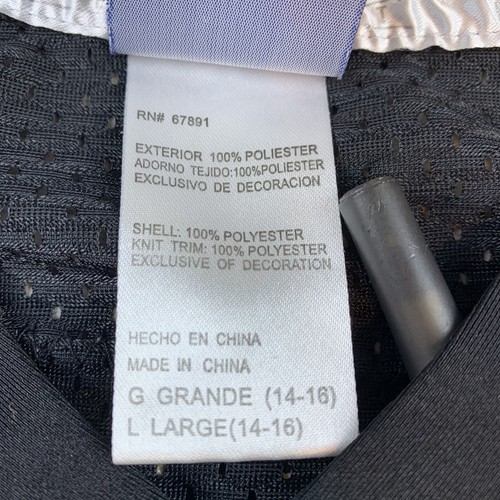 RN# 67891
EXTERIOR 100% POLIESTER
ADORNO TEJIDO:100%POLIESTER
EXCLUSIVO DE DECORACION
SHELL: 100% POLYESTER
KNIT TRIM: 100% POLYESTER
EXCLUSIVE OF DECORATION
HECHO EN CHINA
MADE IN CHINA
G GRANDE (14-16)
L LARGE(14-16)